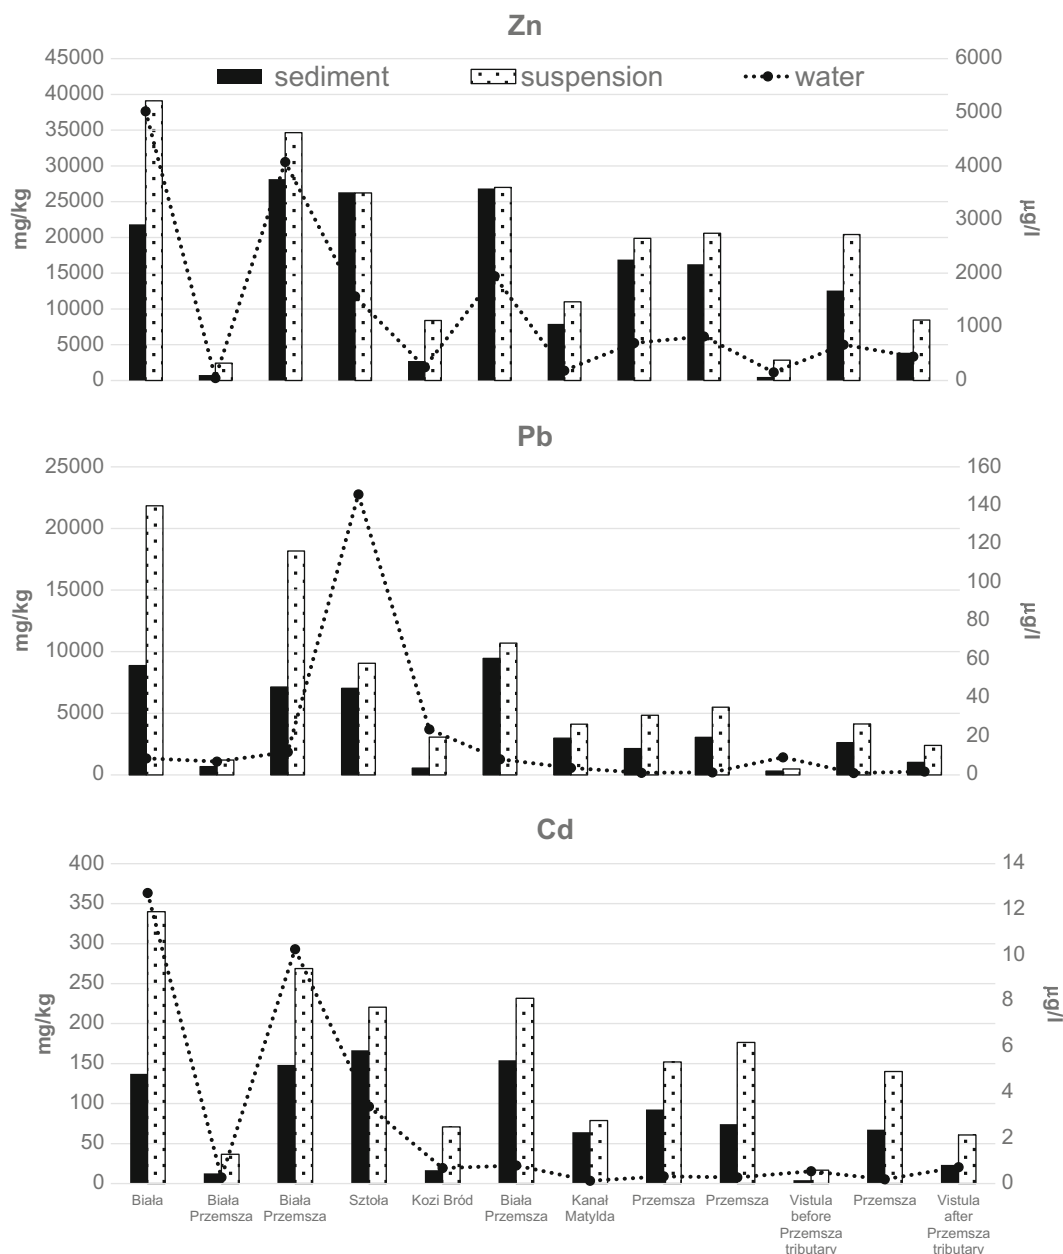 Zn
45000
40000
35000
30000
25000
20000
15000
10000
5000
0
mg/kg
sediment
suspension
water
6000
5000
4000
3000
2000
1000
0
µg/l
Pb
25000
20000
15000
10000
5000
0
mg/kg
160
140
120
100
80
60
40
20
0
µg/l
Cd
400
350
300
250
200
150
100
50
0
mg/kg
14
12
10
8
6
4
2
0
µg/l
Biała
Biała
Przemsza
Biała
Przemsza
Sztoła
Kozi Bród
Biała
Przemsza
Kanał
Matylda
Przemsza
Przemsza
Vistula
before
Przemsza
tributary
Przemsza
Vistula
after
Przemsza
tributary